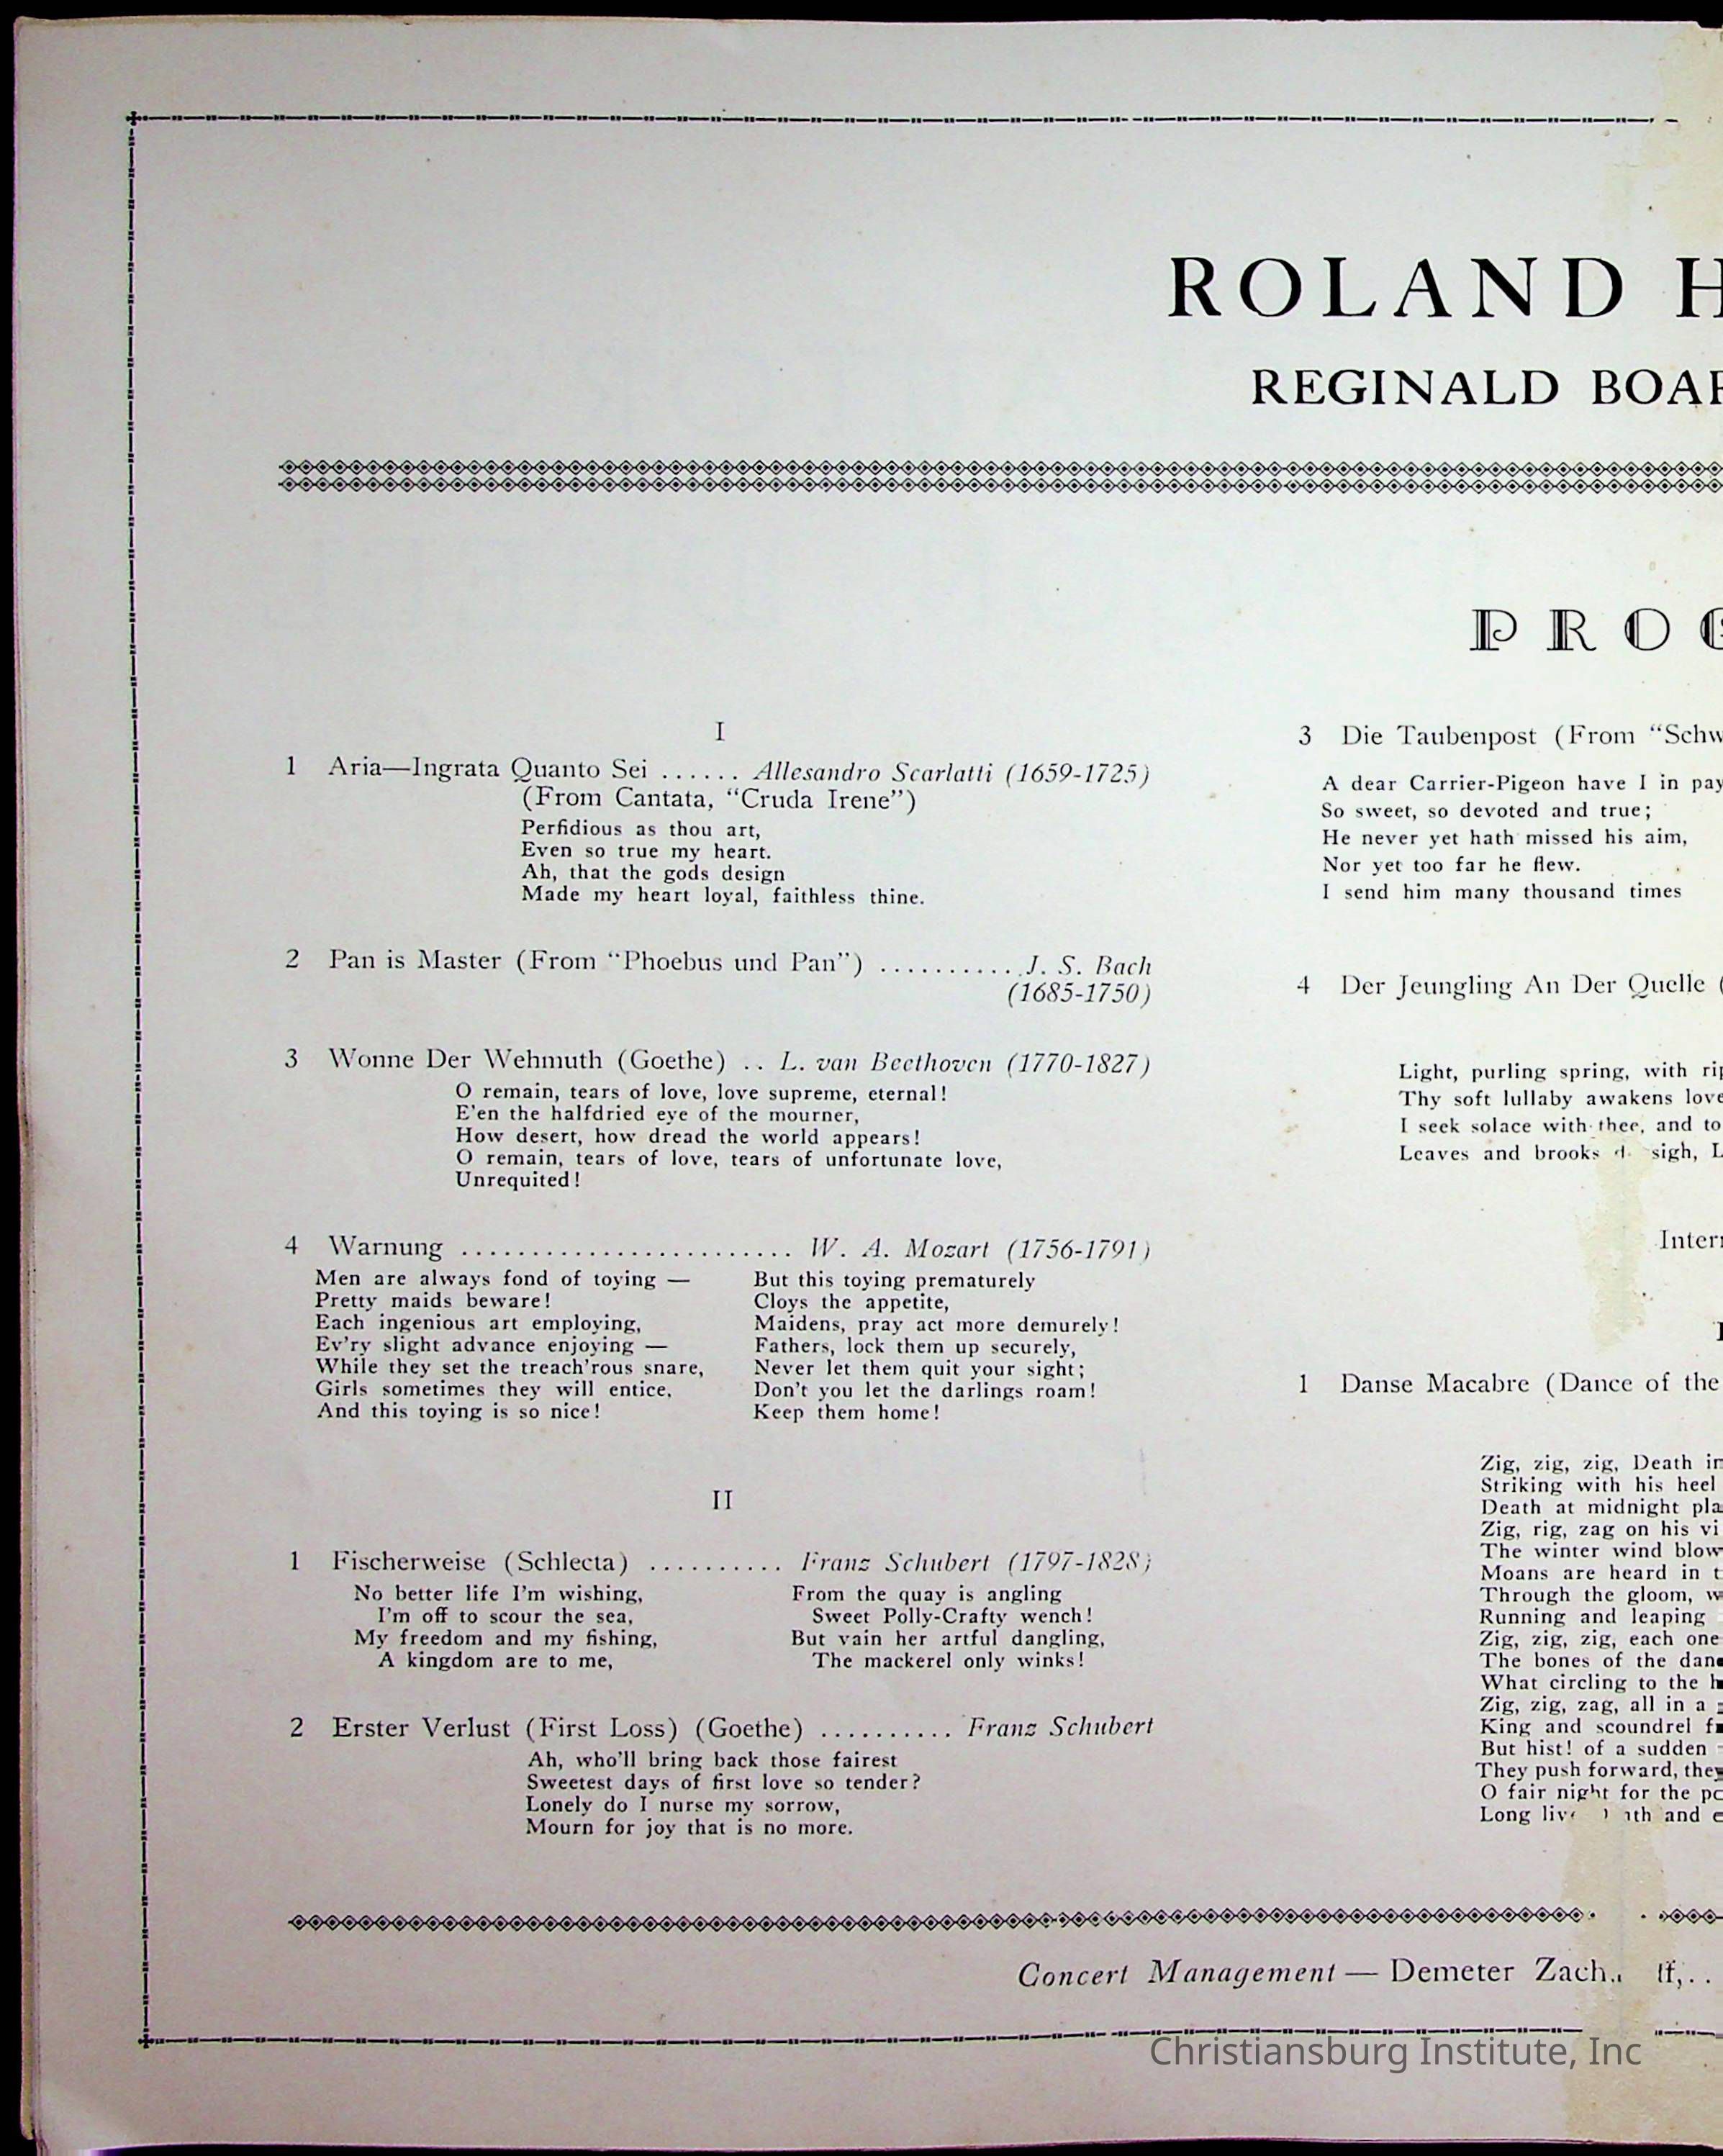 ROLAND H
REGINALD BOAR
PROG
I
1 Aria—Ingrata Quanto Sei ...... Allesandro Scarlatti (1659-1725)
(From Cantata, “Cruda Irene”)
Perfidious as thou art,
Even so true my heart.
Ah, that the gods design
Made my heart loyal, faithless thine.
2 Pan is Master (From “Phoebus und Pan”) .......... J. S. Bach
(1685-1750)
3 Wonne Der Wehmuth (Goethe) .. L. van Beethoven (1770-1827)
O remain, tears of love, love supreme, eternal!
E'en the halfdried eye of the mourner,
How desert, how dread the world appears!
O remain, tears of love, tears of unfortunate love,
Unrequited!
4 Warnung ........................ W. A. Mozart (1756-1791)
Men are always fond of toying —
Pretty maids beware!
Each ingenious art employing,
Ev'ry slight advance enjoying —
While they set the treach'rous snare,
Girls sometimes they will entice,
And this toying is so nice!
But this toying prematurely
Cloys the appetite,
Maidens, pray act more demurely!
Fathers, lock them up securely,
Never let them quit your sight;
Don't you let the darlings roam!
Keep them home!
II
1 Fischerweise (Schlecta) .......... Franz Schubert (1797-1828)
No better life I'm wishing,
I'm off to scour the sea,
My freedom and my fishing,
A kingdom are to me,
From the quay is angling
Sweet Polly-Crafty wench!
But vain her artful dangling,
The mackerel only winks!
2 Erster Verlust (First Loss) (Goethe) .......... Franz Schubert
Ah, who'll bring back those fairest
Sweetest days of first love so tender?
Lonely do I nurse my sorrow,
Mourn for joy that is no more.
3 Die Taubenpost (From “Schw
A dear Carrier-Pigeon have I in pay
So sweet, so devoted and true;
He never yet hath missed his aim,
Nor yet too far he flew.
I send him many thousand times
4 Der Jeungling An Der Quelle (
Light, purling spring, with rip
Thy soft lullaby awakens love
I seek solace with thee, and to
Leaves and brooks sigh, L
Inter
1 Danse Macabre (Dance of the
Zig, zig, zig, Death in
Striking with his heel
Death at midnight pla
Zig, rig, zag on his vi
The winter wind blow
Moans are heard in t
Through the gloom, w
Running and leaping
Zig, zig, zig, each one
The bones of the dan
What circling to the h
Zig, zig, zag, all in a
King and scoundrel f
But hist! of a sudden
They push forward, they
O fair night for the po
Long liv th and e
Concert Management — Demeter Zach
Christiansburg Institute, Inc